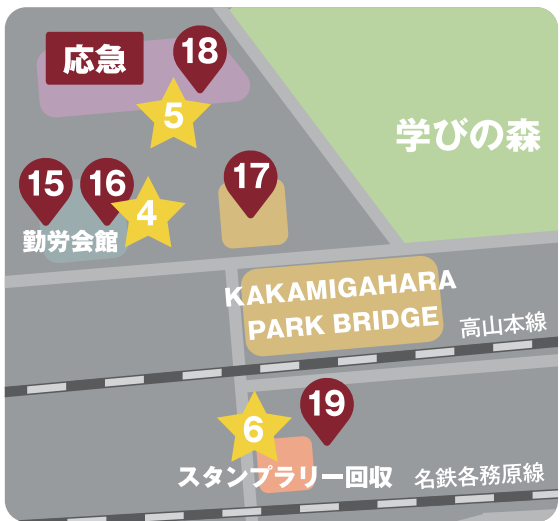 応急
18
5
学びの森
15
16
4
17
勤労会館
KAKAMIGAHARA
PARK BRIDGE
高山本線
19
6
スタンプラリー回収
名鉄各務原線